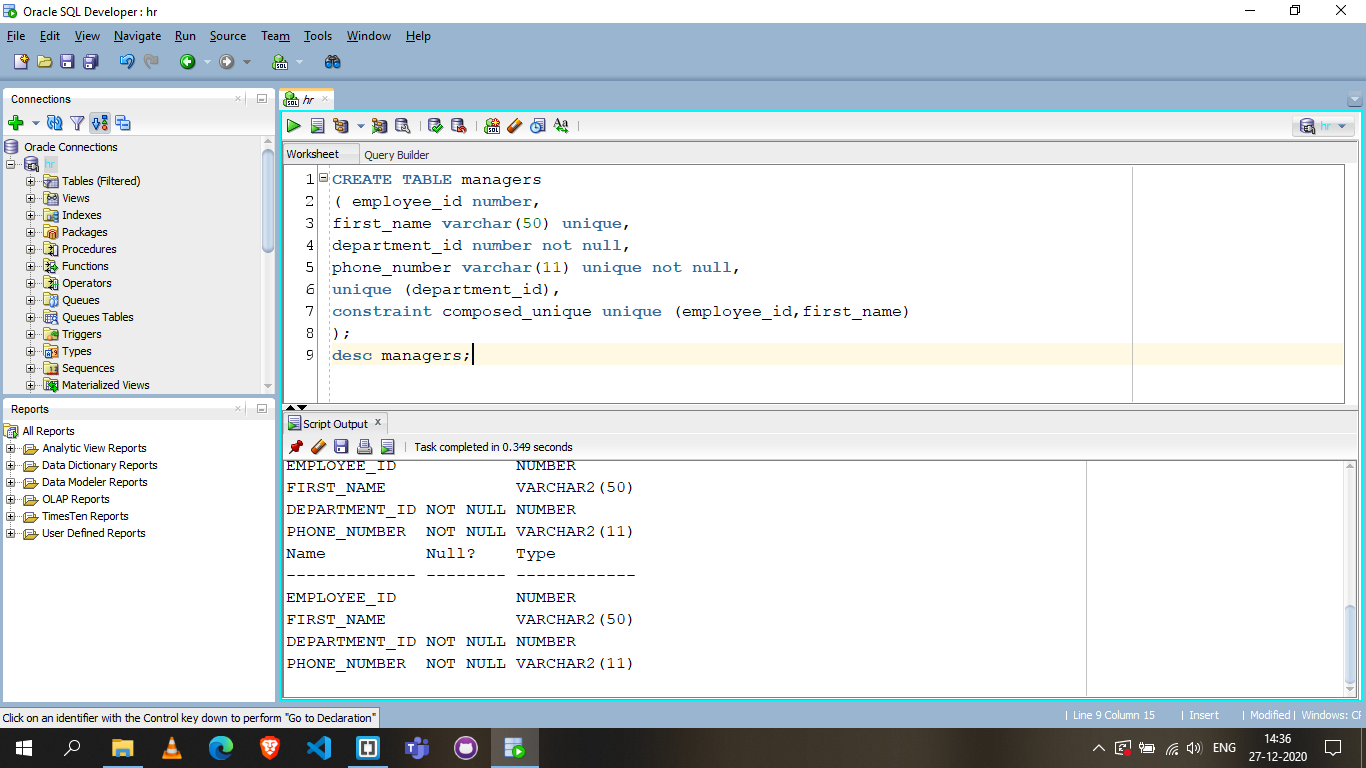 Oracle SQL Developer : hr
File Edit View Navigate Run Source Team Tools Window Help
Connections
hr
Oracle Connections
hr
Tables (Filtered)
Views
Indexes
Packages
Procedures
Functions
Operators
Queues
Queues Tables
Triggers
Types
Sequences
Materialized Views
Reports
All Reports
Analytic View Reports
Data Dictionary Reports
Data Modeler Reports
OLAP Reports
TimesTen Reports
User Defined Reports
hr
Worksheet Query Builder
1 CREATE TABLE managers
2 ( employee_id number,
3 first_name varchar(50) unique,
4 department_id number not null,
5 phone_number varchar(11) unique not null,
6 unique (department_id),
7 constraint composed_unique unique (employee_id,first_name)
8 );
9 desc managers;
Script Output x
Task completed in 0.349 seconds
EMPLOYEE_ID NUMBER
FIRST_NAME VARCHAR2(50)
DEPARTMENT_ID NOT NULL NUMBER
PHONE_NUMBER NOT NULL VARCHAR2(11)
Name Null? Type
------------- -------- ------------
EMPLOYEE_ID NUMBER
FIRST_NAME VARCHAR2(50)
DEPARTMENT_ID NOT NULL NUMBER
PHONE_NUMBER NOT NULL VARCHAR2(11)
Click on an identifier with the Control key down to perform "Go to Declaration"
| Line 9 Column 15 | Insert | Modified | Windows: CF
ENG
14:36
27-12-2020